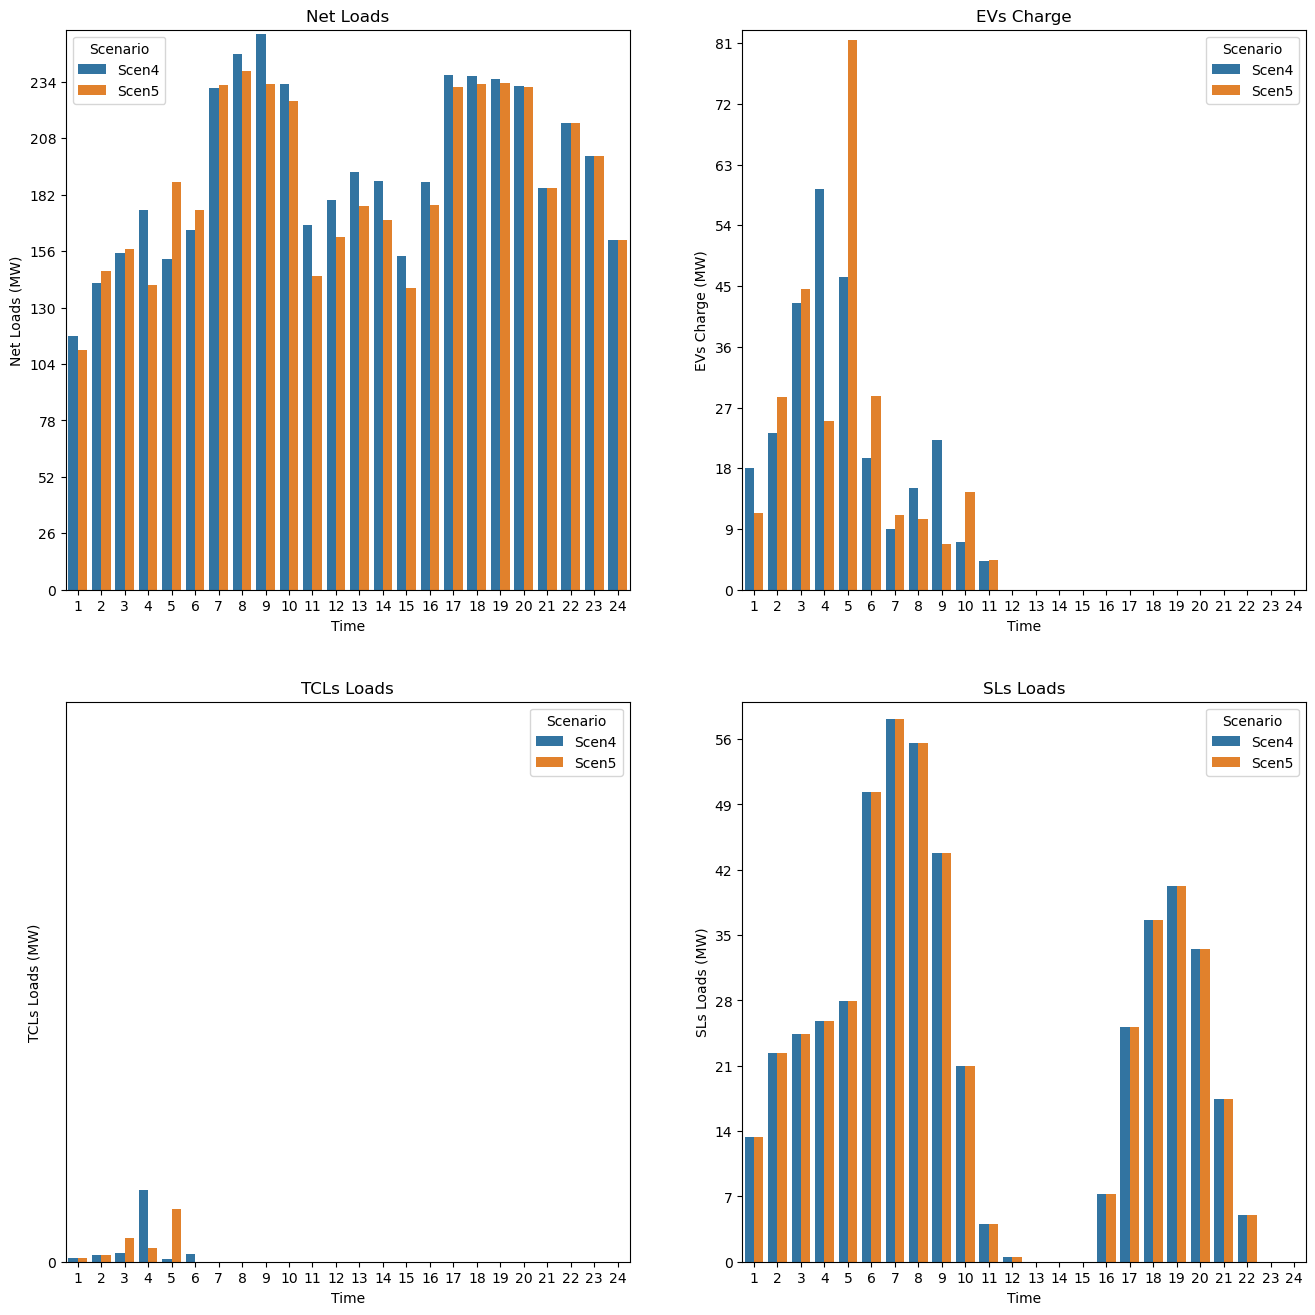 Net Loads
Scenario
Scen4
Scen5
Net Loads (MW)
234
208
182
156
130
104
78
52
26
0
1 2 3 4 5 6 7 8 9 10 11 12 13 14 15 16 17 18 19 20 21 22 23 24
Time
EVs Charge
Scenario
Scen4
Scen5
EVs Charge (MW)
81
72
63
54
45
36
27
18
9
0
1 2 3 4 5 6 7 8 9 10 11 12 13 14 15 16 17 18 19 20 21 22 23 24
Time
TCLs Loads
Scenario
Scen4
Scen5
TCLs Loads (MW)
0
1 2 3 4 5 6 7 8 9 10 11 12 13 14 15 16 17 18 19 20 21 22 23 24
Time
SLs Loads
Scenario
Scen4
Scen5
SLs Loads (MW)
56
49
42
35
28
21
14
7
0
1 2 3 4 5 6 7 8 9 10 11 12 13 14 15 16 17 18 19 20 21 22 23 24
Time